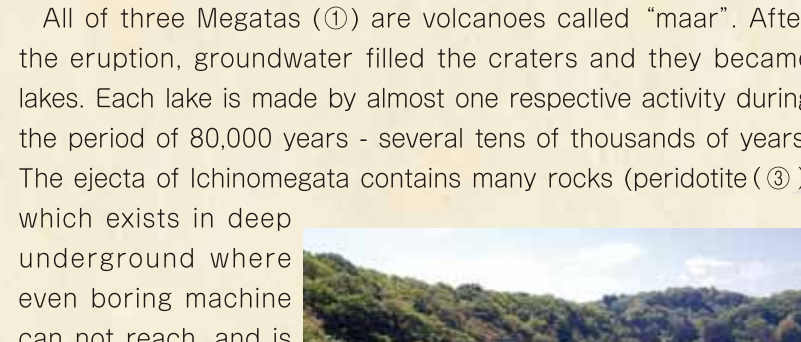 All of three Megatas (①) are volcanoes called “maar”. Afte
the eruption, groundwater filled the craters and they becam
lakes. Each lake is made by almost one respective activity durin
the period of 80,000 years - several tens of thousands of years
The ejecta of Ichinomegata contains many rocks (peridotite(③)
which exists in deep
underground where
even boring machine
can not reach, and is